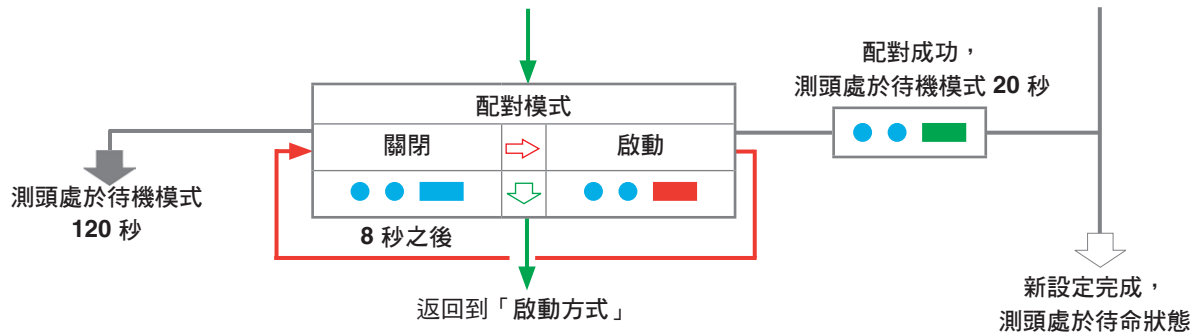 配對成功，
測頭處於待機模式 20 秒
配對模式
關閉
啟動
測頭處於待機模式
120 秒
8 秒之後
返回到「啟動方式」
新設定完成，
測頭處於待命狀態